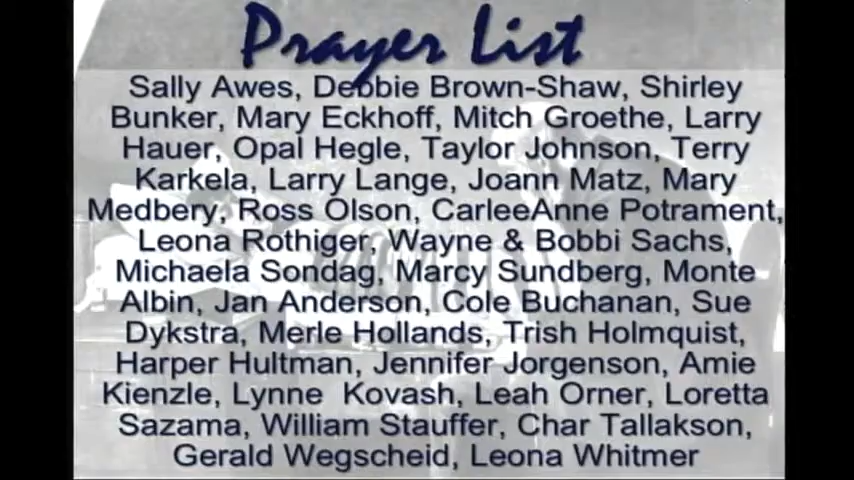 Prayer List
Sally Awes, Debbie Brown-Shaw, Shirley
Bunker, Mary Eckhoff, Mitch Groethe, Larry
Hauer, Opal Hegle, Taylor Johnson, Terry
Karkela, Larry Lange, Joann Matz, Mary
Medbery, Ross Olson, CarleeAnne Potrament,
Leona Rothiger, Wayne & Bobbi Sachs,
Michaela Sondag, Marcy Sundberg, Monte
Albin, Jan Anderson, Cole Buchanan, Sue
Dykstra, Merle Hollands, Trish Holmquist,
Harper Hultman, Jennifer Jorgenson, Amie
Kienzle, Lynne  Kovash, Leah Orner, Loretta
Sazama, William Stauffer, Char Tallakson,
Gerald Wegscheid, Leona Whitmer